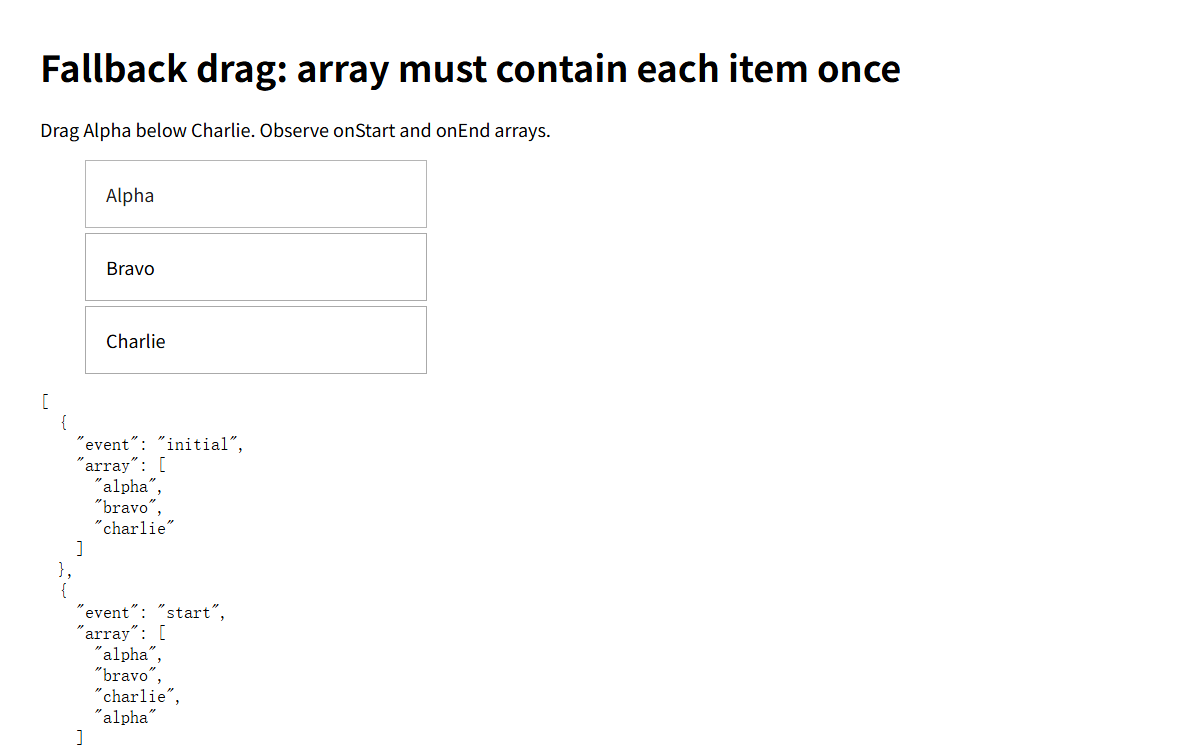 Fallback drag: array must contain each item once
Drag Alpha below Charlie. Observe onStart and onEnd arrays.
Alpha
Bravo
Charlie
[
  {
    "event": "initial",
    "array": [
      "alpha",
      "bravo",
      "charlie"
    ]
  },
  {
    "event": "start",
    "array": [
      "alpha",
      "bravo",
      "charlie",
      "alpha"
    ]